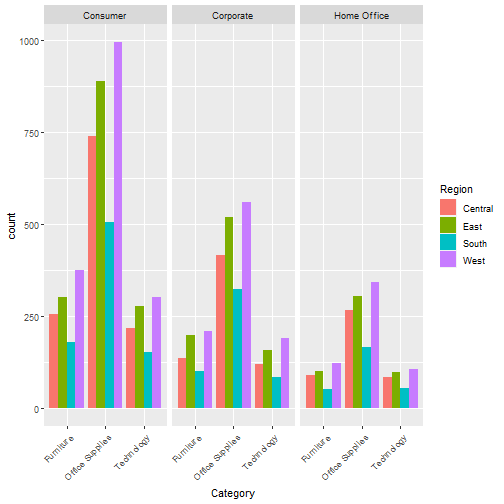 Consumer
Corporate
Home Office
1000
750
500
250
0
count
Furniture
Office Supplies
Technology
Furniture
Office Supplies
Technology
Furniture
Office Supplies
Technology
Category
Region
Central
East
South
West